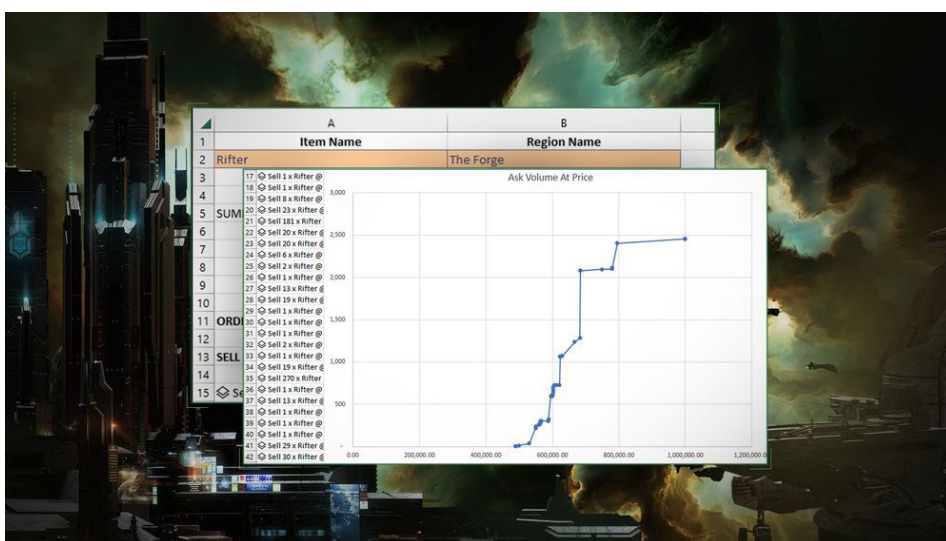 A B
1 Item Name Region Name
2 Rifter The Forge
3
4
5 SUM
6
7
8
9
10
11 ORD
12
13 SELL
14
15 Se
Ask Volume At Price
17 Sell 1 x Rifter @
18 Sell 1 x Rifter @
19 Sell 8 x Rifter @
20 Sell 23 x Rifter @
21 Sell 181 x Rifter
22 Sell 20 x Rifter @
23 Sell 20 x Rifter @
24 Sell 6 x Rifter @
25 Sell 2 x Rifter @
26 Sell 1 x Rifter @
27 Sell 13 x Rifter @
28 Sell 19 x Rifter @
29 Sell 1 x Rifter @
30 Sell 1 x Rifter @
31 Sell 1 x Rifter @
32 Sell 2 x Rifter @
33 Sell 1 x Rifter @
34 Sell 19 x Rifter @
35 Sell 270 x Rifter
36 Sell 1 x Rifter @
37 Sell 13 x Rifter @
38 Sell 1 x Rifter @
39 Sell 1 x Rifter @
40 Sell 1 x Rifter @
41 Sell 29 x Rifter @
42 Sell 30 x Rifter @
3,000
2,500
2,000
1,500
1,000
500
-
0.00 200,000.00 400,000.00 600,000.00 800,000.00 1,000,000.00 1,200,000.0